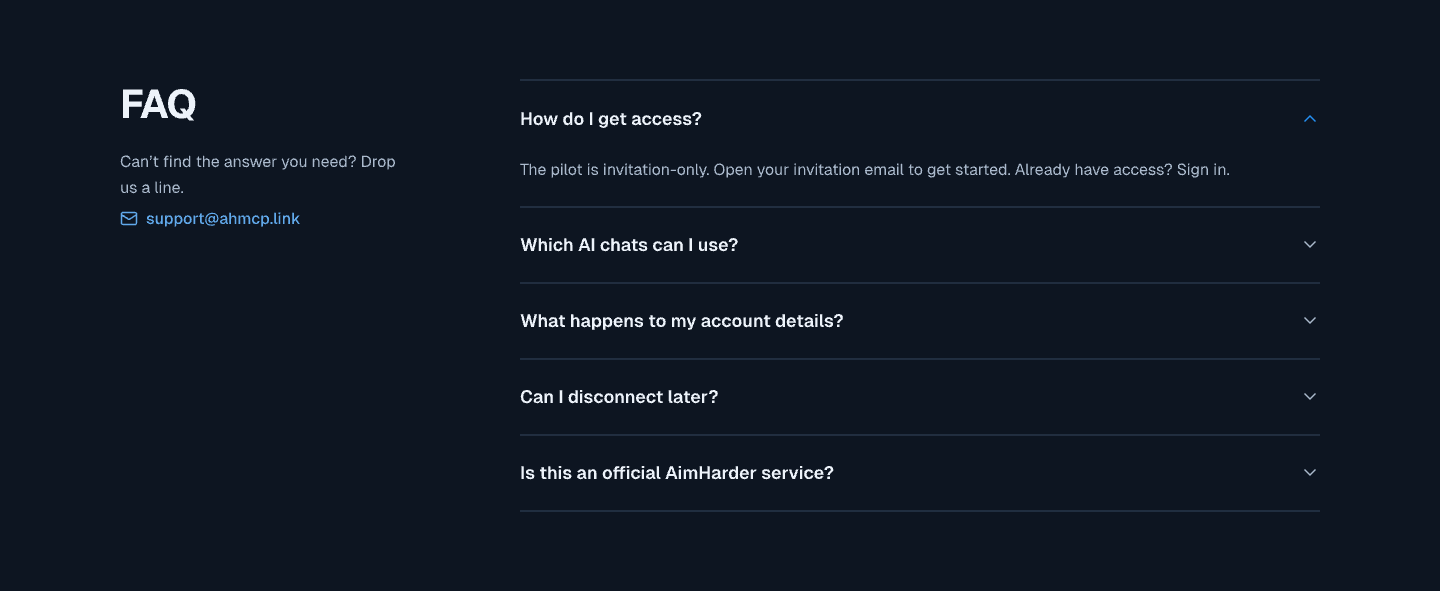 FAQ
Can’t find the answer you need? Drop
us a line.
support@ahmcp.link
How do I get access?
The pilot is invitation-only. Open your invitation email to get started. Already have access? Sign in.
Which AI chats can I use?
What happens to my account details?
Can I disconnect later?
Is this an official AimHarder service?